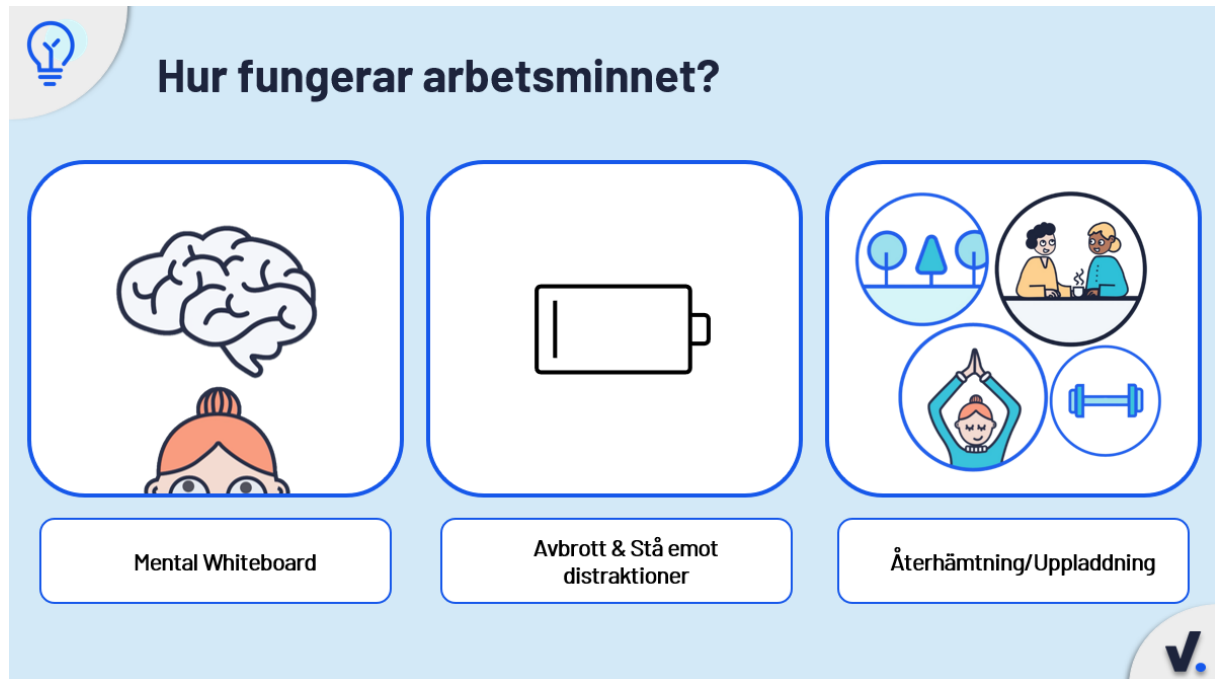 Hur fungerar arbetsminnet?
Mental Whiteboard
Avbrott & Stå emot
distraktioner
Återhämtning/Uppladdning